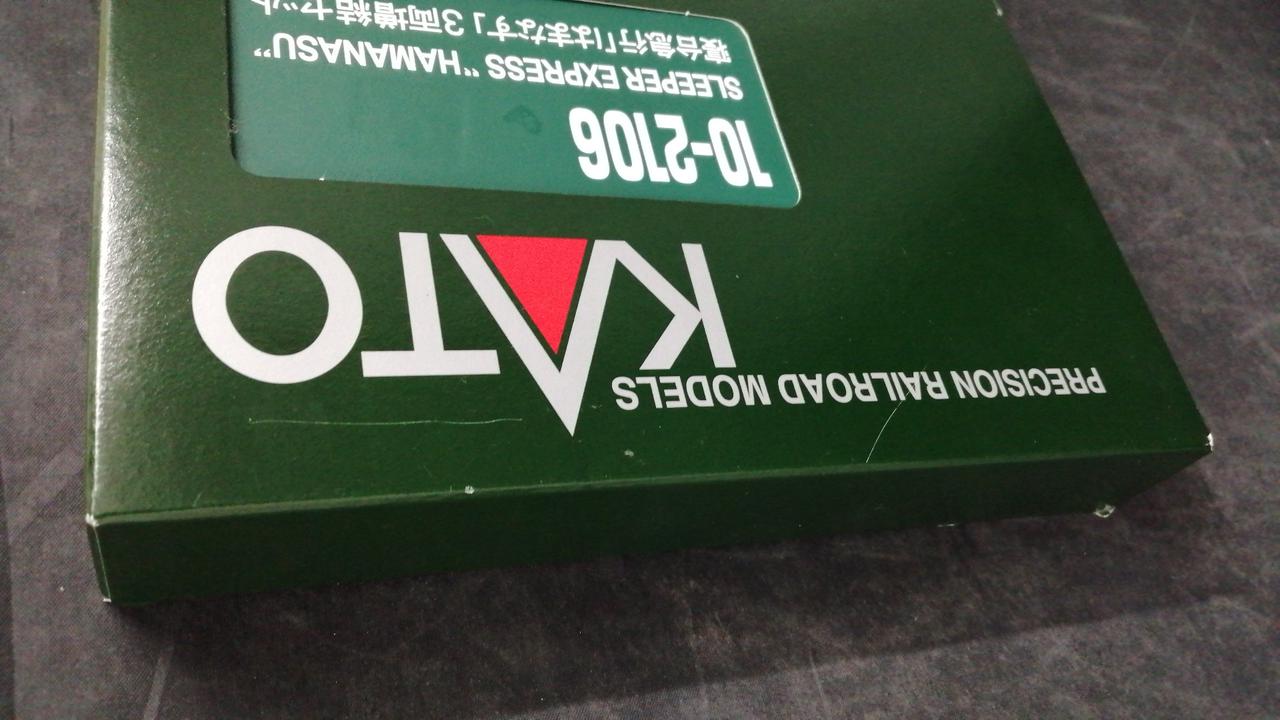 PRECISION RAILROAD MODELS
KATO
10-2106
SLEEPER EXPRESS "HAMANASU"
寝台急行「はまなす」3両増結セット